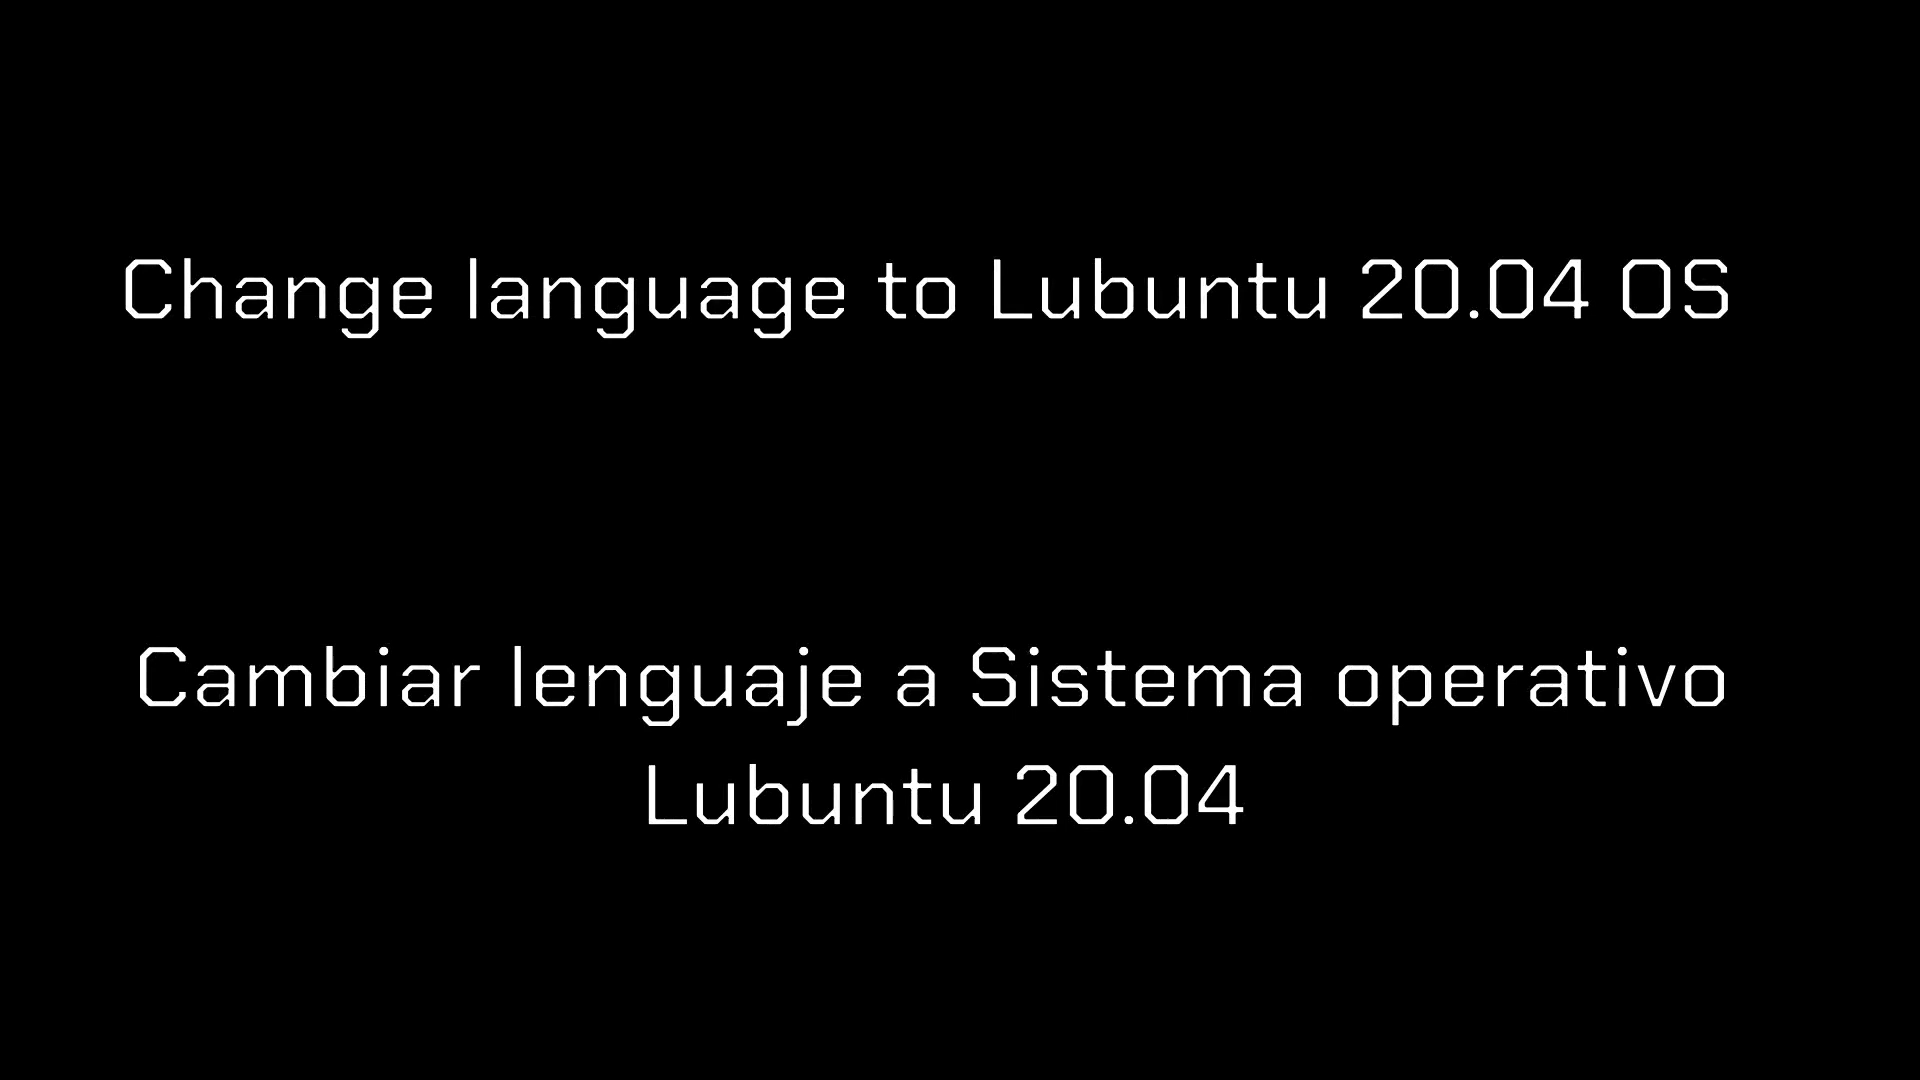 Change language to Lubuntu 20.04 OS
Cambiar lenguaje a Sistema operativo
Lubuntu 20.04